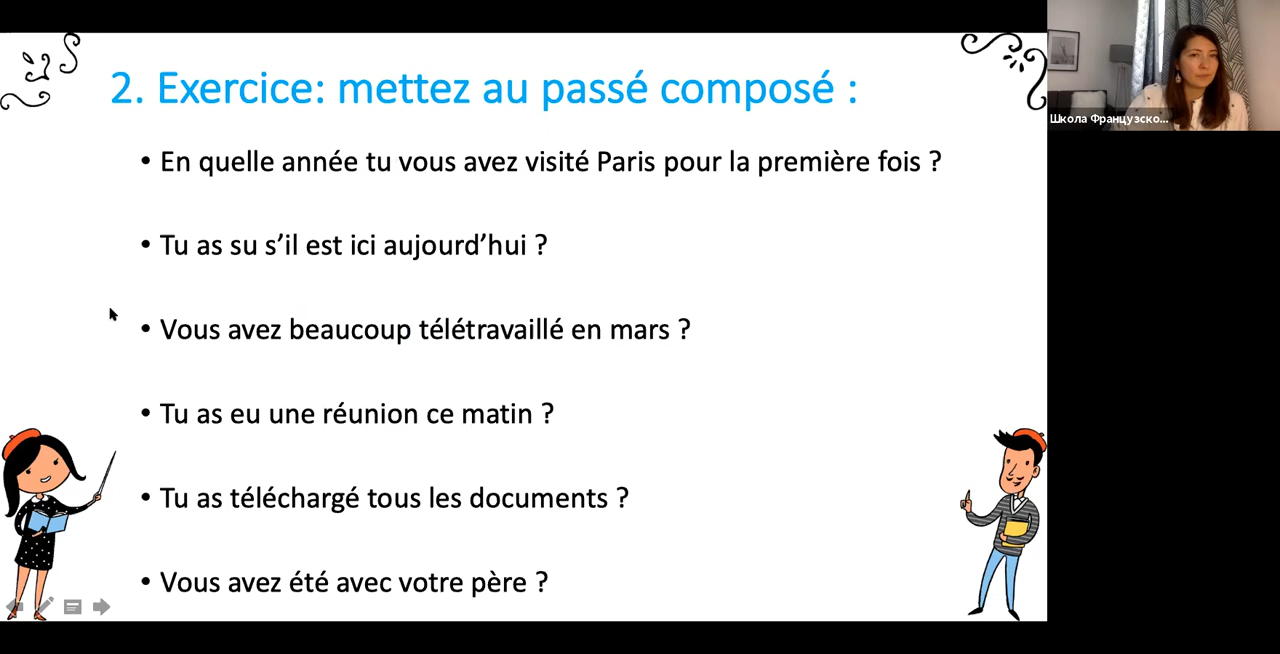 2. Exercice: mettez au passé composé :
• En quelle année tu vous avez visité Paris pour la première fois ?
• Tu as su s’il est ici aujourd’hui ?
• Vous avez beaucoup télétravaillé en mars ?
• Tu as eu une réunion ce matin ?
• Tu as téléchargé tous les documents ?
• Vous avez été avec votre père ?
Школа Французско...